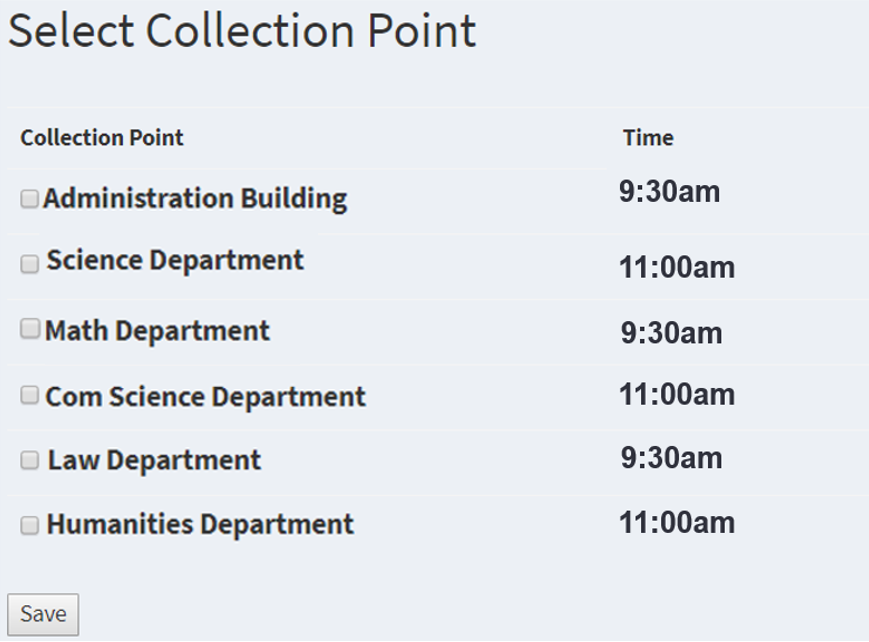 Select Collection Point
Collection Point Time
Administration Building 9:30am
Science Department 11:00am
Math Department 9:30am
Com Science Department 11:00am
Law Department 9:30am
Humanities Department 11:00am
Save